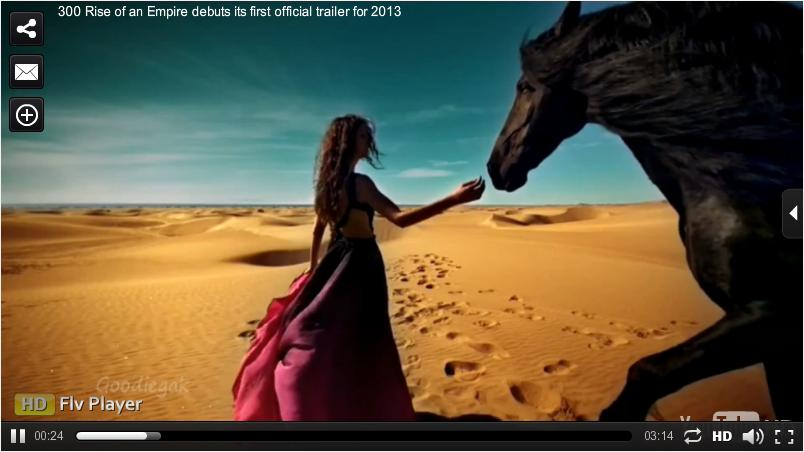 300 Rise of an Empire debuts its first official trailer for 2013
Goodiegak
HD Flv Player
00:24
03:14
HD